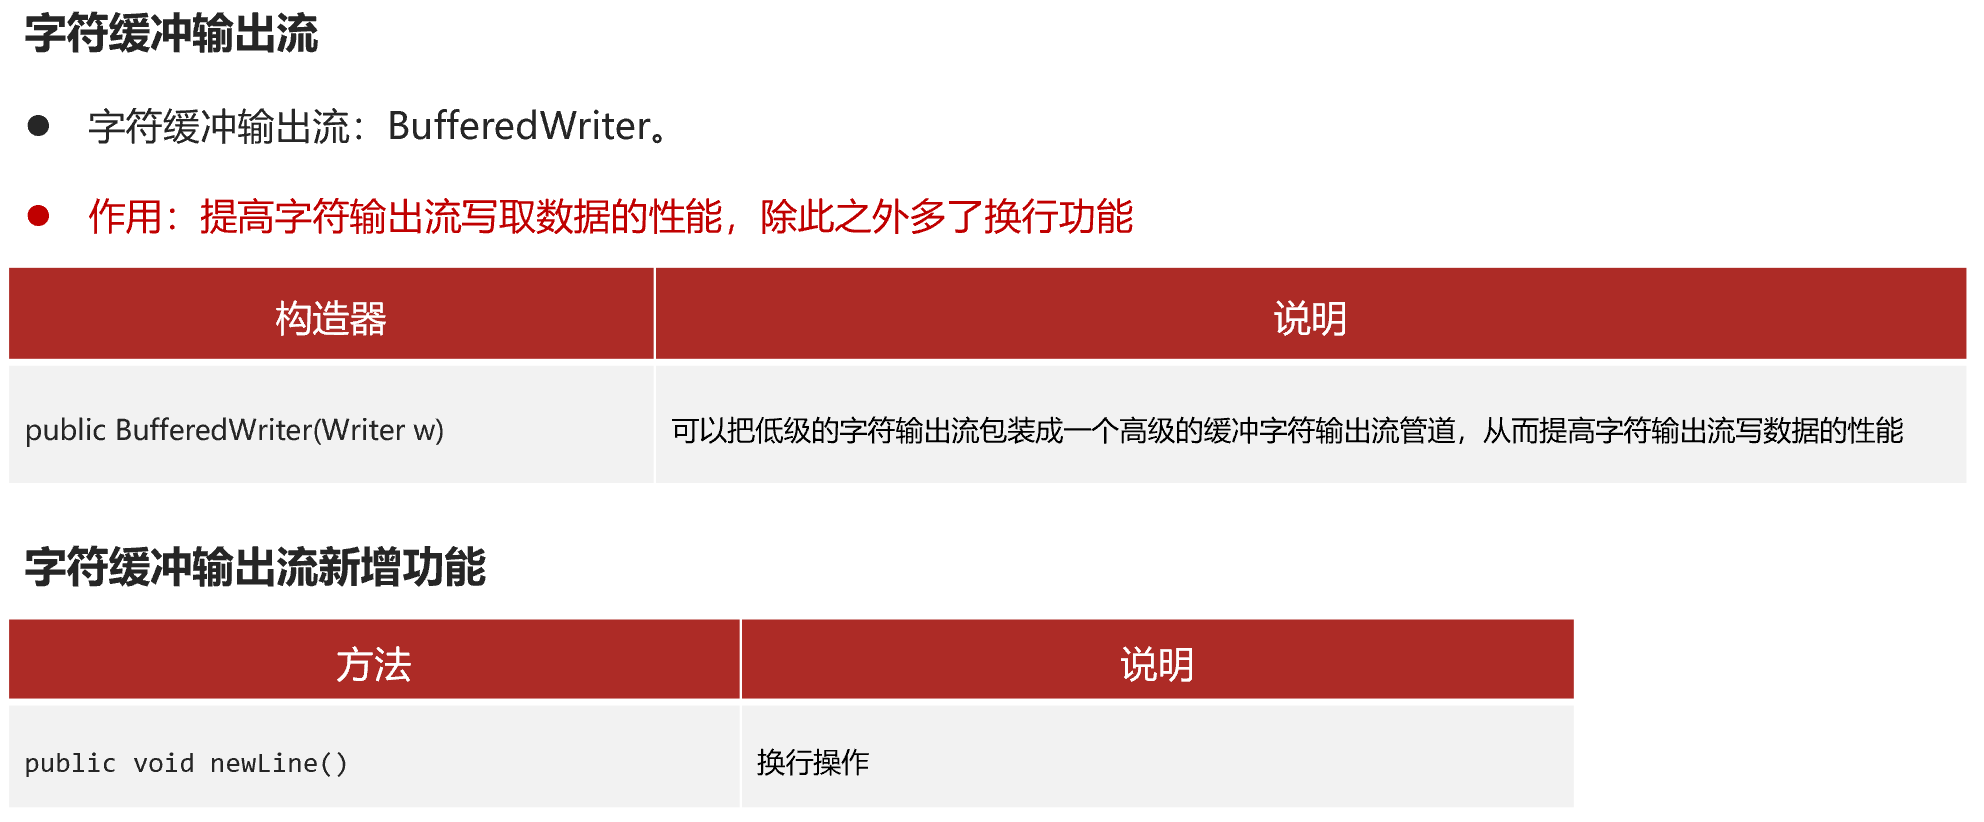 字符缓冲输出流
● 字符缓冲输出流：BufferedWriter。
● 作用：提高字符输出流写取数据的性能，除此之外多了换行功能
构造器 说明
public BufferedWriter(Writer w) 可以把低级的字符输出流包装成一个高级的缓冲字符输出流管道，从而提高字符输出流写数据的性能
字符缓冲输出流新增功能
方法 说明
public void newLine() 换行操作